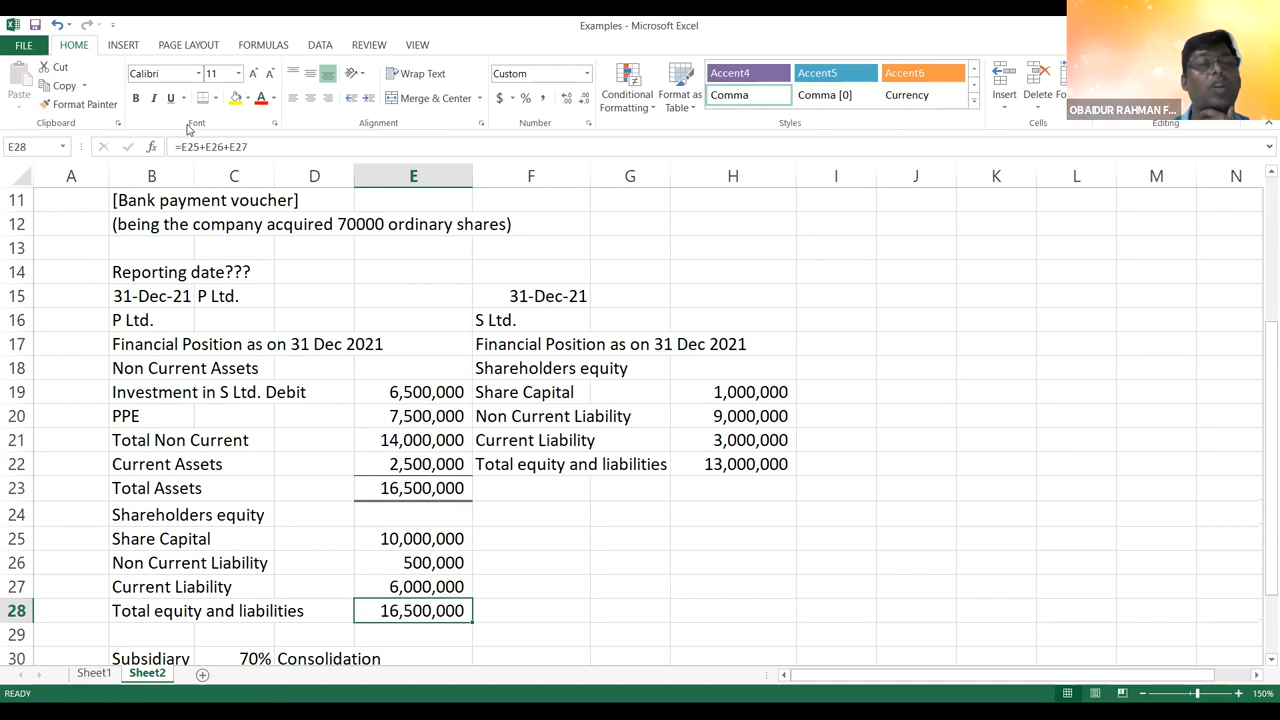 Examples - Microsoft Excel
FILE HOME INSERT PAGE LAYOUT FORMULAS DATA REVIEW VIEW
Paste Cut Copy Format Painter Clipboard
Calibri 11 B I U A Font
Wrap Text Merge & Center Alignment
Custom $ % Number
Conditional Formatting Format as Table
Accent4 Accent5 Accent6
Comma Comma [0] Currency
Styles
Insert Delete Fo
Cells
Editing
OBAIDUR RAHMAN F...
E28 fx =E25+E26+E27
A B C D E F G H I J K L M N
11 [Bank payment voucher]
12 (being the company acquired 70000 ordinary shares)
13
14 Reporting date???
15 31-Dec-21 P Ltd. 31-Dec-21
16 P Ltd. S Ltd.
17 Financial Position as on 31 Dec 2021 Financial Position as on 31 Dec 2021
18 Non Current Assets Shareholders equity
19 Investment in S Ltd. Debit 6,500,000 Share Capital 1,000,000
20 PPE 7,500,000 Non Current Liability 9,000,000
21 Total Non Current 14,000,000 Current Liability 3,000,000
22 Current Assets 2,500,000 Total equity and liabilities 13,000,000
23 Total Assets 16,500,000
24 Shareholders equity
25 Share Capital 10,000,000
26 Non Current Liability 500,000
27 Current Liability 6,000,000
28 Total equity and liabilities 16,500,000
29
30 Subsidiary 70% Consolidation
Sheet1 Sheet2
READY 150%